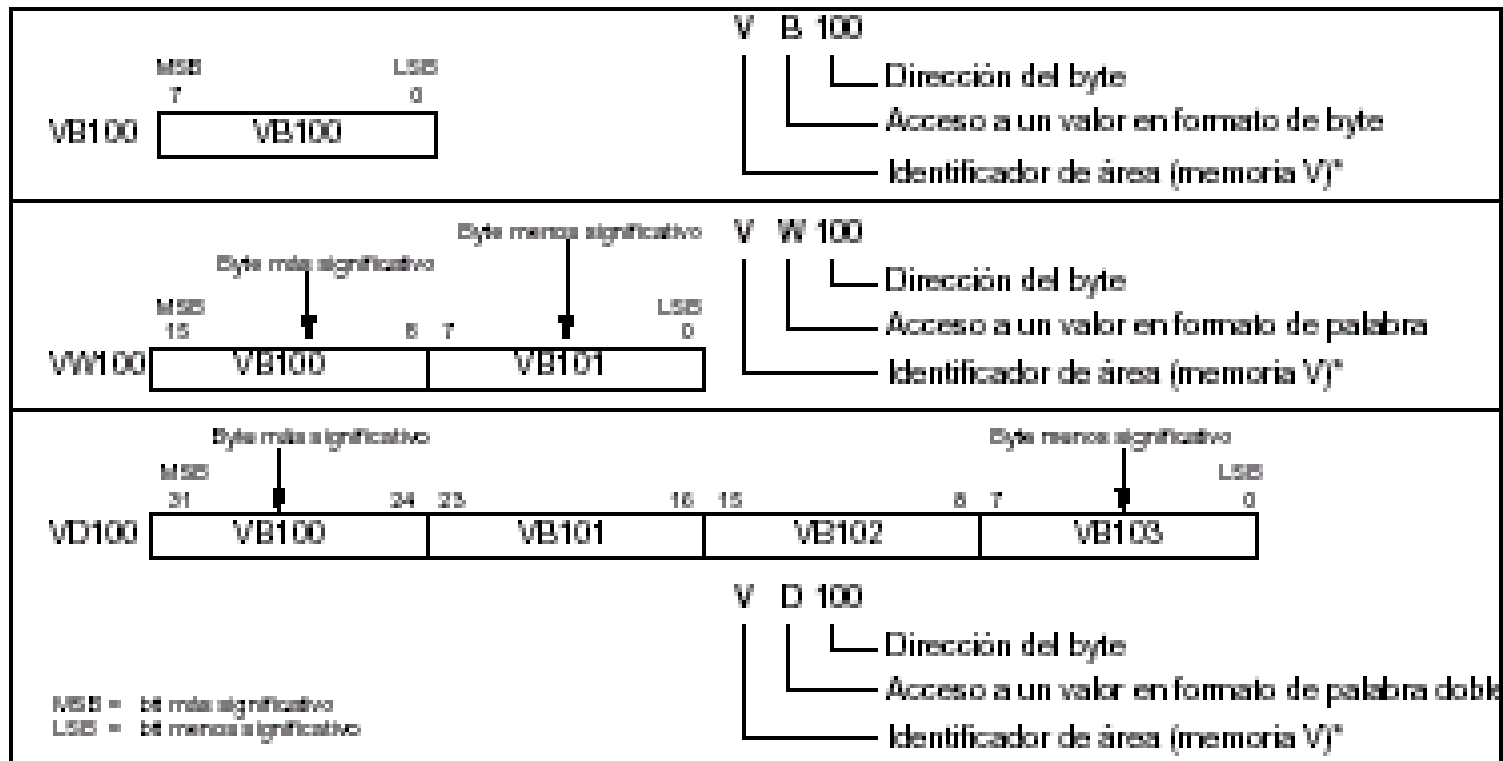 V B 100
MSB LSB
7 0
VB100 VB100
Dirección del byte
Acceso a un valor en formato de byte
Identificador de área (memoria V)*
Byte menos significativo
V W 100
Byte más significativo
MSB LSB
15 8 7 0
VW100 VB100 VB101
Dirección del byte
Acceso a un valor en formato de palabra
Identificador de área (memoria V)*
Byte más significativo Byte menos significativo
MSB LSB
31 24 23 16 15 8 7 0
VD100 VB100 VB101 VB102 VB103
V D 100
Dirección del byte
Acceso a un valor en formato de palabra doble
Identificador de área (memoria V)*
MSB = bit más significativo
LSB = bit menos significativo